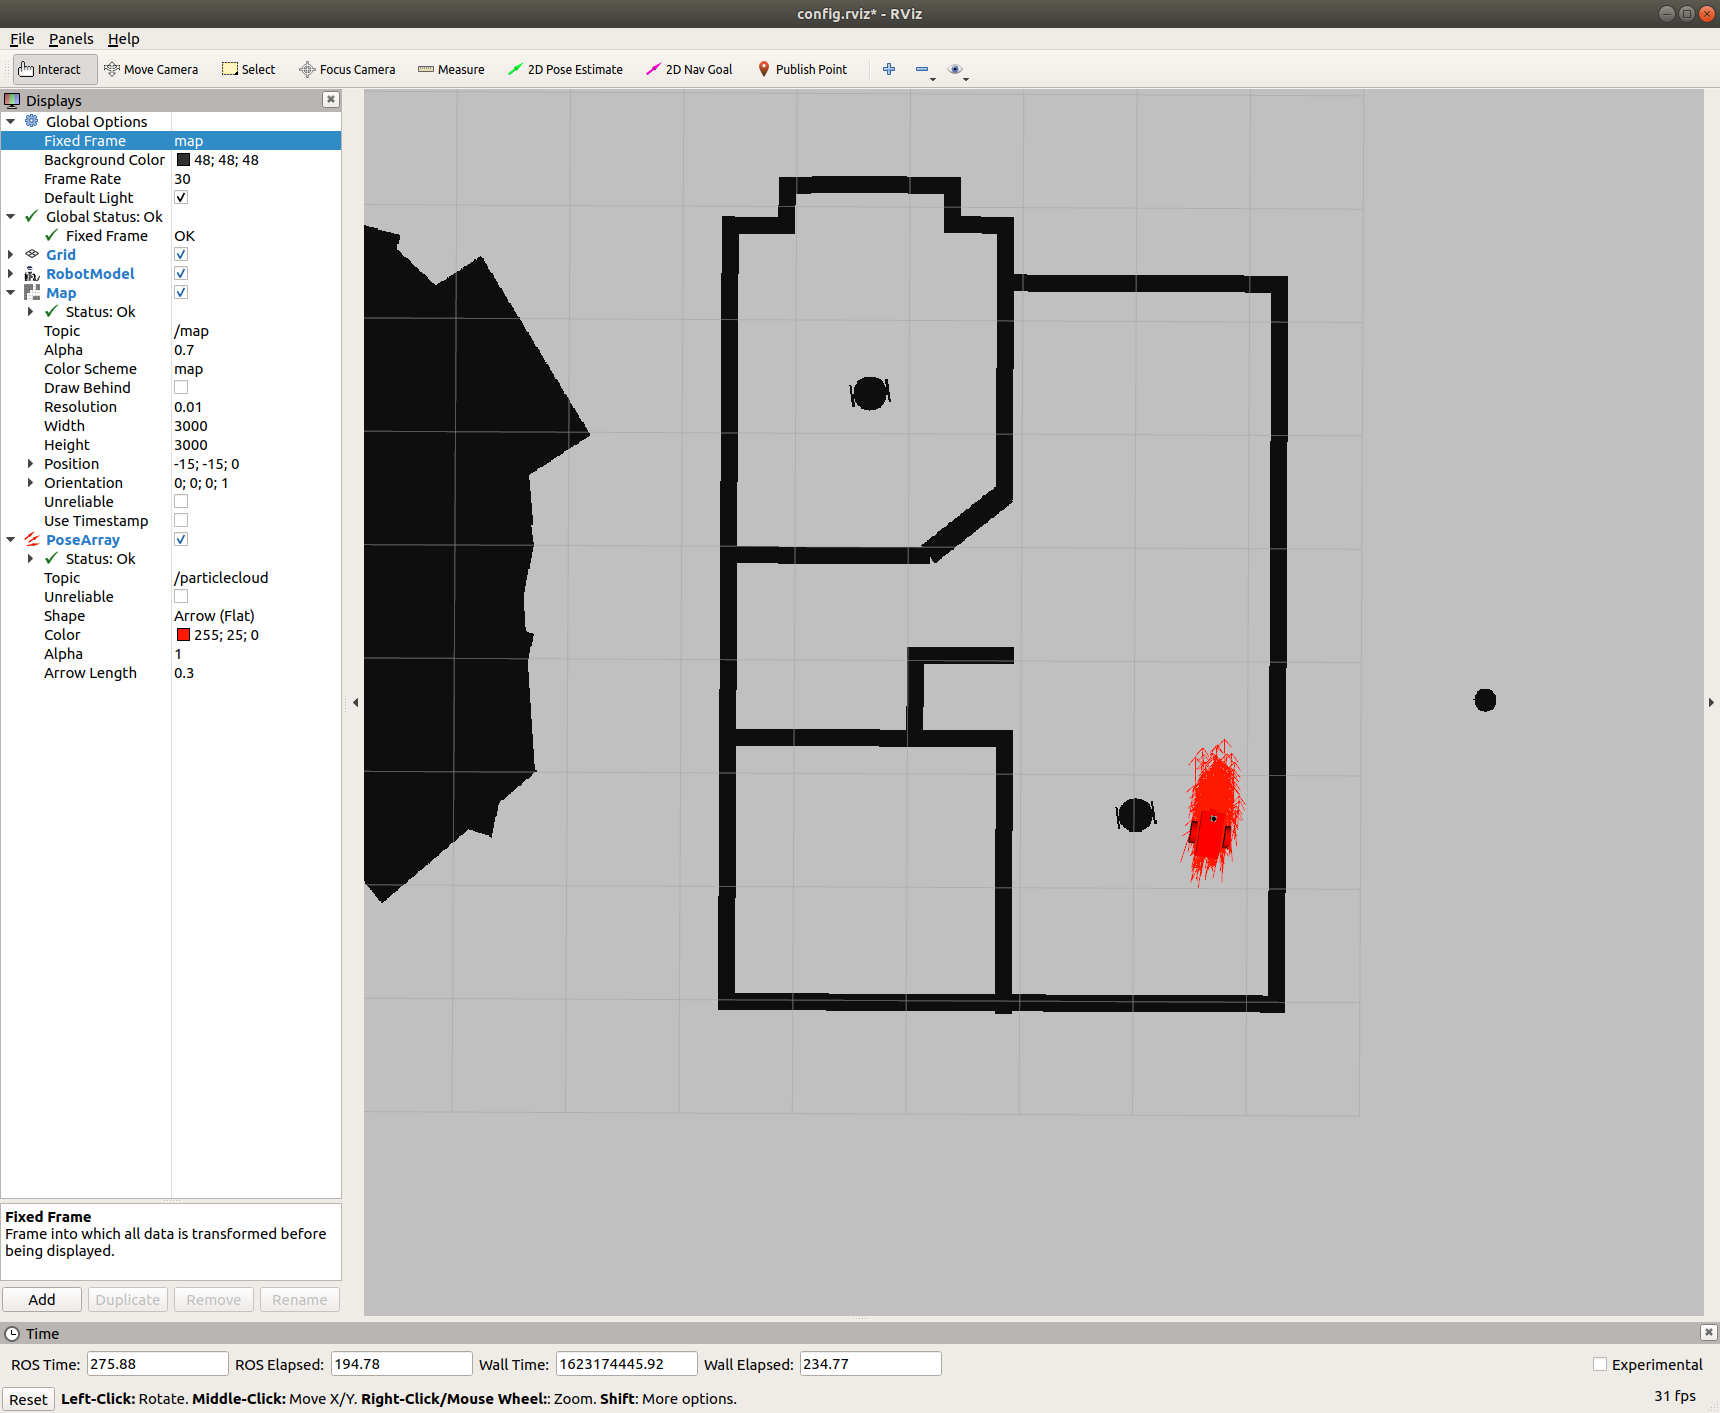 config.rviz* - RViz
File Panels Help
Interact Move Camera Select Focus Camera Measure 2D Pose Estimate 2D Nav Goal Publish Point
Displays
Global Options
Fixed Frame map
Background Color 48; 48; 48
Frame Rate 30
Default Light
Global Status: Ok
Fixed Frame OK
Grid
RobotModel
Map
Status: Ok
Topic /map
Alpha 0.7
Color Scheme map
Draw Behind
Resolution 0.01
Width 3000
Height 3000
Position -15; -15; 0
Orientation 0; 0; 0; 1
Unreliable
Use Timestamp
PoseArray
Status: Ok
Topic /particlecloud
Unreliable
Shape Arrow (Flat)
Color 255; 25; 0
Alpha 1
Arrow Length 0.3
Fixed Frame
Frame into which all data is transformed before
being displayed.
Add Duplicate Remove Rename
Time
ROS Time: 275.88 ROS Elapsed: 194.78 Wall Time: 1623174445.92 Wall Elapsed: 234.77 Experimental
Reset Left-Click: Rotate. Middle-Click: Move X/Y. Right-Click/Mouse Wheel:: Zoom. Shift: More options. 31 fps